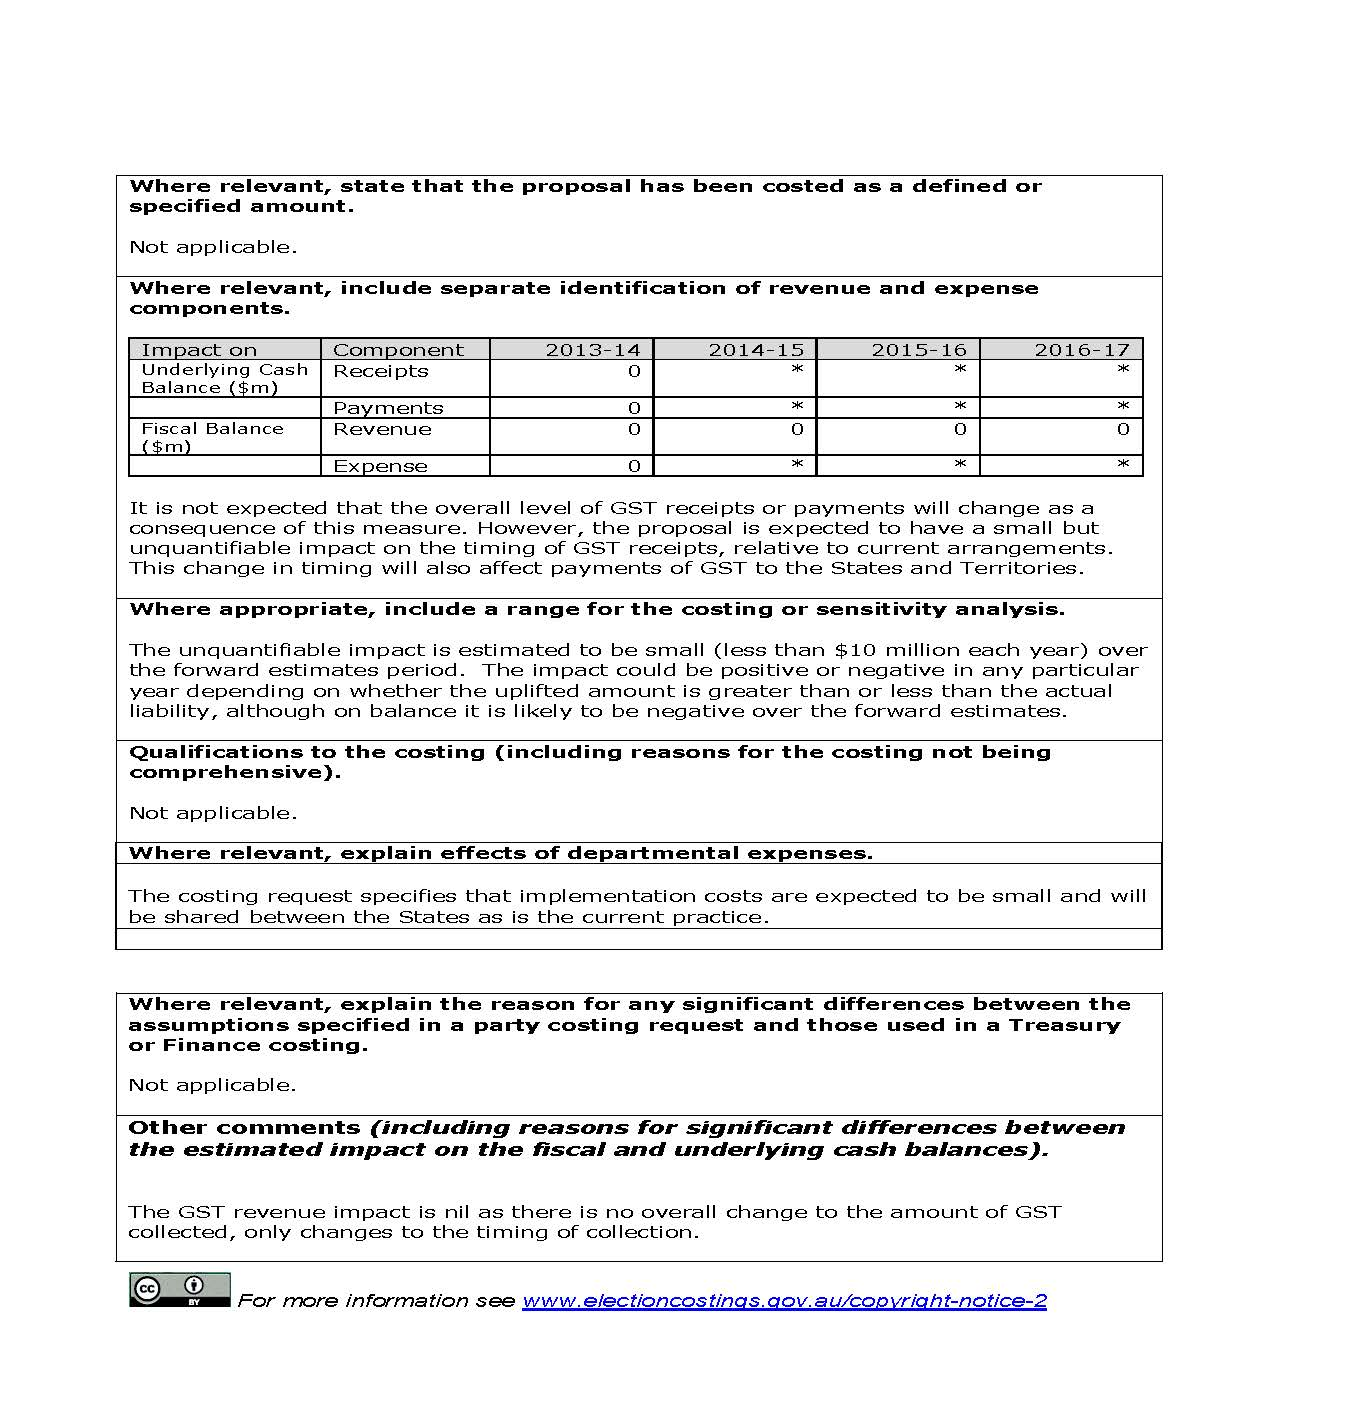 Where relevant, state that the proposal has been costed as a defined or
specified amount.
Not applicable.
Where relevant, include separate identification of revenue and expense
components.
Impact on Component 2013-14 2014-15 2015-16 2016-17
Underlying Cash Receipts 0 * * *
Balance ($m)
Payments 0 * * *
Fiscal Balance Revenue 0 0 0 0
($m)
Expense 0 * * *
It is not expected that the overall level of GST receipts or payments will change as a
consequence of this measure. However, the proposal is expected to have a small but
unquantifiable impact on the timing of GST receipts, relative to current arrangements.
This change in timing will also affect payments of GST to the States and Territories.
Where appropriate, include a range for the costing or sensitivity analysis.
The unquantifiable impact is estimated to be small (less than $10 million each year) over
the forward estimates period.  The impact could be positive or negative in any particular
year depending on whether the uplifted amount is greater than or less than the actual
liability, although on balance it is likely to be negative over the forward estimates.
Qualifications to the costing (including reasons for the costing not being
comprehensive).
Not applicable.
Where relevant, explain effects of departmental expenses.
The costing request specifies that implementation costs are expected to be small and will
be shared between the States as is the current practice.
Where relevant, explain the reason for any significant differences between the
assumptions specified in a party costing request and those used in a Treasury
or Finance costing.
Not applicable.
Other comments (including reasons for significant differences between
the estimated impact on the fiscal and underlying cash balances).
The GST revenue impact is nil as there is no overall change to the amount of GST
collected, only changes to the timing of collection.
cc BY For more information see www.electioncostings.gov.au/copyright-notice-2